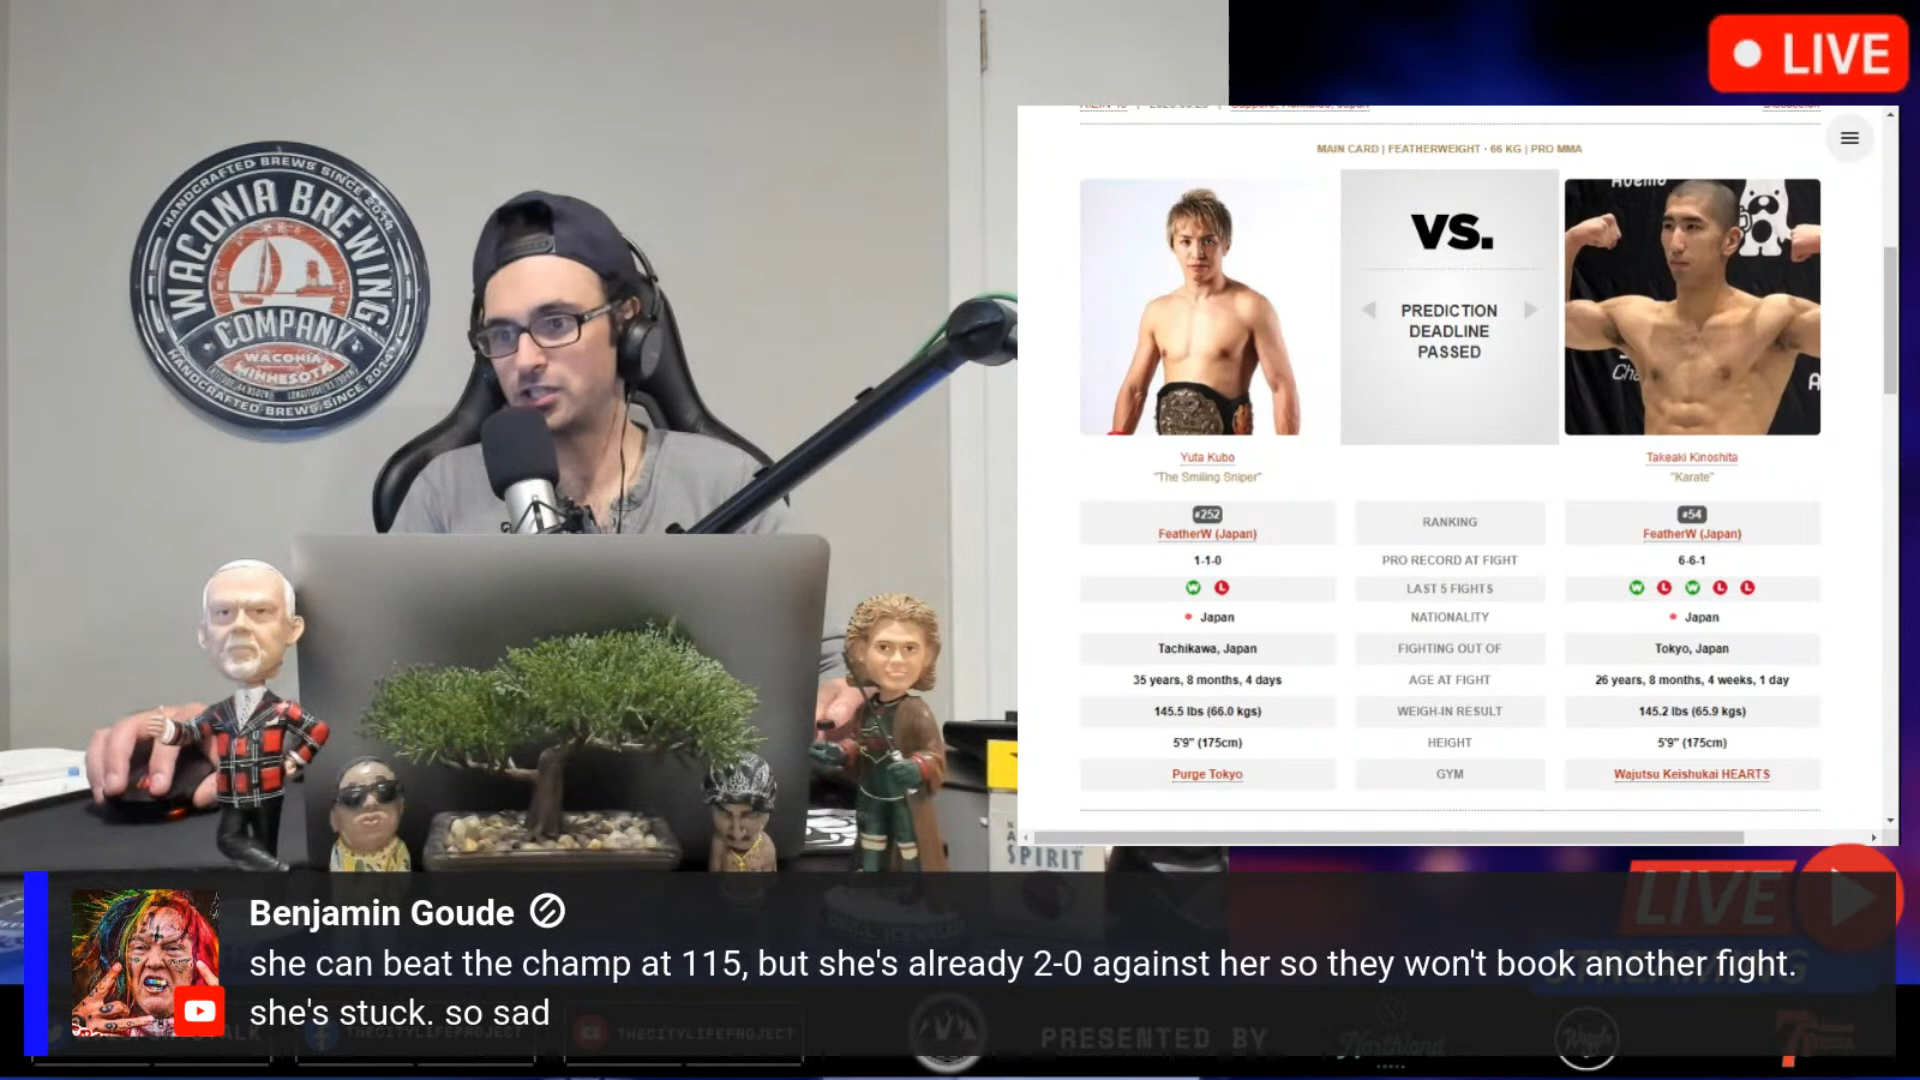 LIVE
HANDCRAFTED BREWS SINCE 2014
WACONIA BREWING
COMPANY
WACONIA
MINNESOTA
HANDCRAFTED BREWS SINCE 2014
MAIN CARD | FEATHERWEIGHT · 66 KG | PRO MMA
VS.
PREDICTION
DEADLINE
PASSED
Yuta Kubo
"The Smiling Sniper"
Takeaki Kinoshita
"Karate"
#252 RANKING #54
FeatherW (Japan) FeatherW (Japan)
1-1-0 PRO RECORD AT FIGHT 6-6-1
W L LAST 5 FIGHTS W L W L L
Japan NATIONALITY Japan
Tachikawa, Japan FIGHTING OUT OF Tokyo, Japan
35 years, 8 months, 4 days AGE AT FIGHT 26 years, 8 months, 4 weeks, 1 day
145.5 lbs (66.0 kgs) WEIGH-IN RESULT 145.2 lbs (65.9 kgs)
5'9" (175cm) HEIGHT 5'9" (175cm)
Purge Tokyo GYM Wajutsu Keishukai HEARTS
SPIRIT
LIVE
Benjamin Goude
she can beat the champ at 115, but she's already 2-0 against her so they won't book another fight.
she's stuck. so sad
THECITYLIFEPROJECT
THECITYLIFEPROJECT
PRESENTED BY
Northland